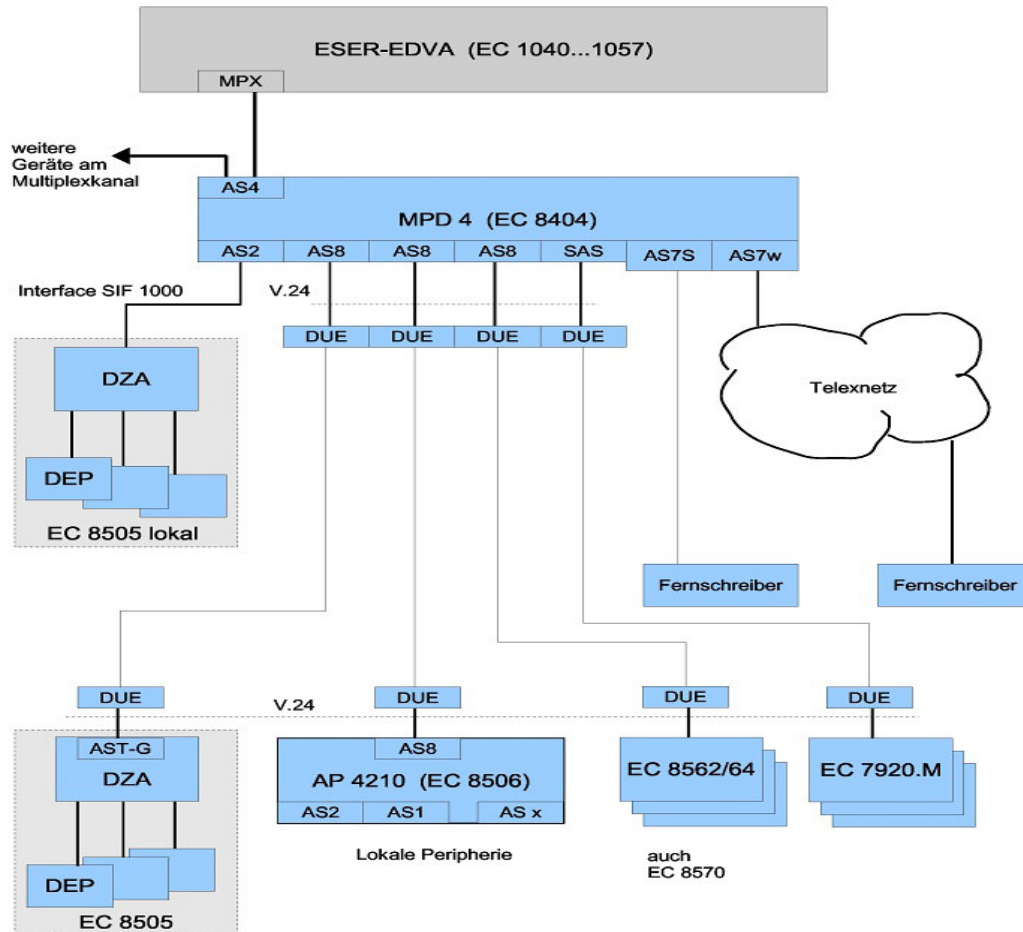 ESER-EDVA (EC 1040...1057)
MPX
weitere
Geräte am
Multiplexkanal
AS4
MPD 4 (EC 8404)
AS2 AS8 AS8 AS8 SAS AS7S AS7w
Interface SIF 1000
V.24
DUE DUE DUE DUE
DZA
Telexnetz
DEP
EC 8505 lokal
Fernschreiber Fernschreiber
DUE DUE DUE DUE
V.24
AST-G
DZA
AS8
AP 4210 (EC 8506)
AS2 AS1 AS x
EC 8562/64
EC 7920.M
Lokale Peripherie
auch
EC 8570
DEP
EC 8505